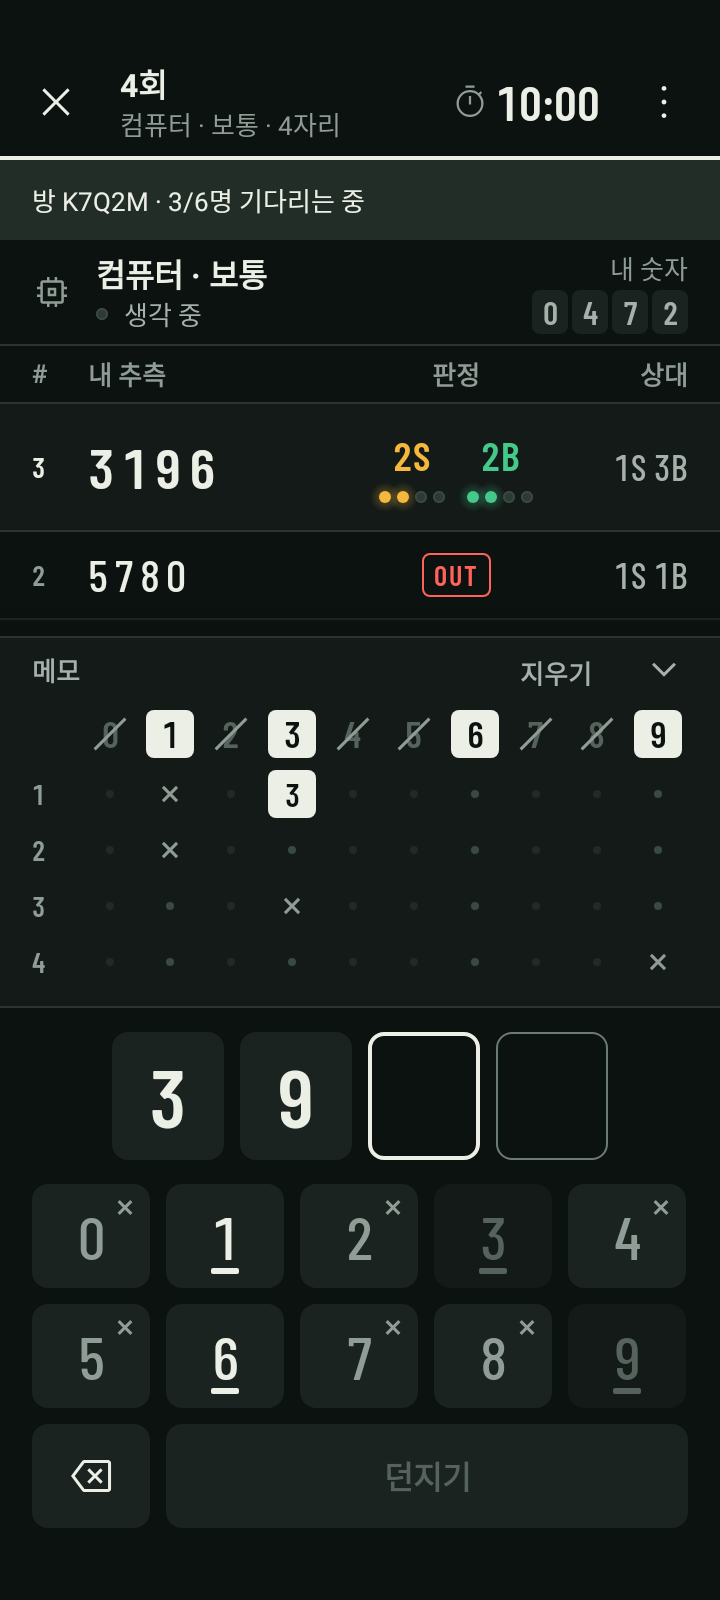 4회
컴퓨터 · 보통 · 4자리
10:00
방 K7Q2M · 3/6명 기다리는 중
컴퓨터 · 보통
생각 중
내 숫자
0 4 7 2
# 내 추측 판정 상대
3 3196 2S 2B 1S 3B
2 5780 OUT 1S 1B
메모 지우기
0 1 2 3 4 5 6 7 8 9
1 × 3
2 ×
3 ×
4 ×
3 9
0 × 1 2 × 3 4 ×
5 × 6 7 × 8 × 9
던지기